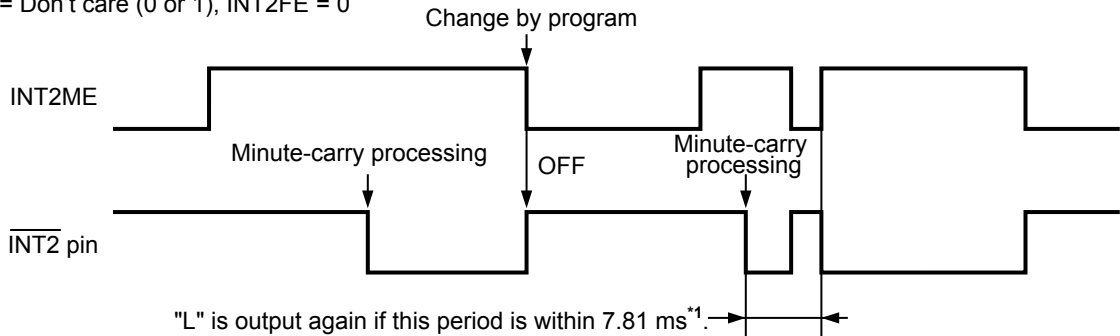 = Don't care (0 or 1), INT2FE = 0
Change by program
INT2ME
Minute-carry processing
OFF
Minute-carry
processing
INT2 pin
"L" is output again if this period is within 7.81 ms*1.